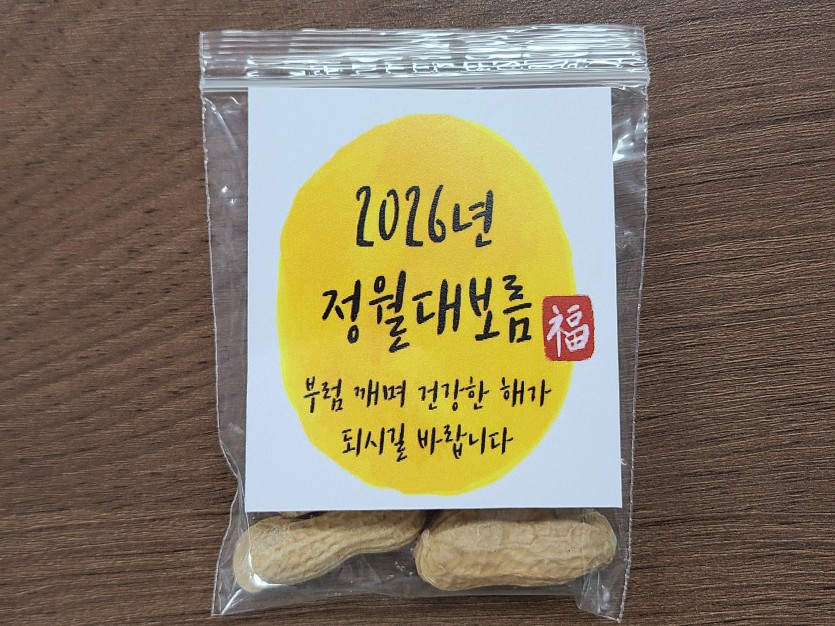 2026년
정월대보름
福
부럼 깨며 건강한 해가
되시길 바랍니다